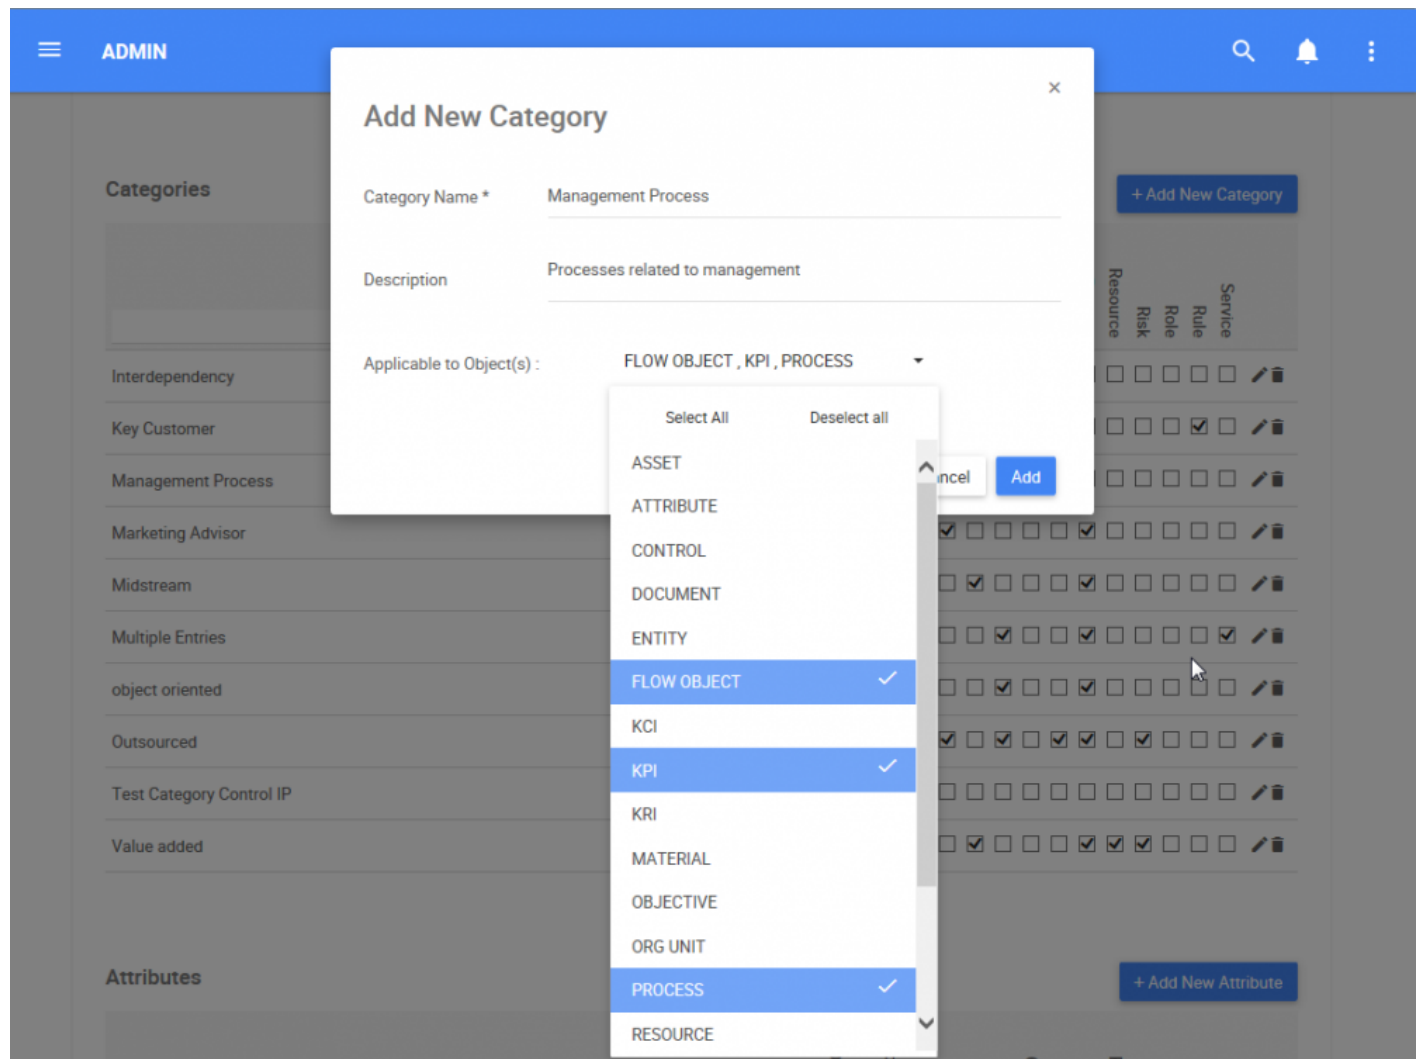 ADMIN
×
Add New Category
Categories
+ Add New Category
Category Name *
Management Process
Description
Processes related to management
Resource
Risk
Role
Rule
Service
Applicable to Object(s) :
FLOW OBJECT , KPI , PROCESS
Interdependency
Select All
Deselect all
Key Customer
ASSET
Management Process
ncel
Add
ATTRIBUTE
Marketing Advisor
CONTROL
Midstream
DOCUMENT
Multiple Entries
ENTITY
object oriented
FLOW OBJECT
KCI
Outsourced
KPI
Test Category Control IP
KRI
Value added
MATERIAL
OBJECTIVE
ORG UNIT
Attributes
PROCESS
+ Add New Attribute
RESOURCE